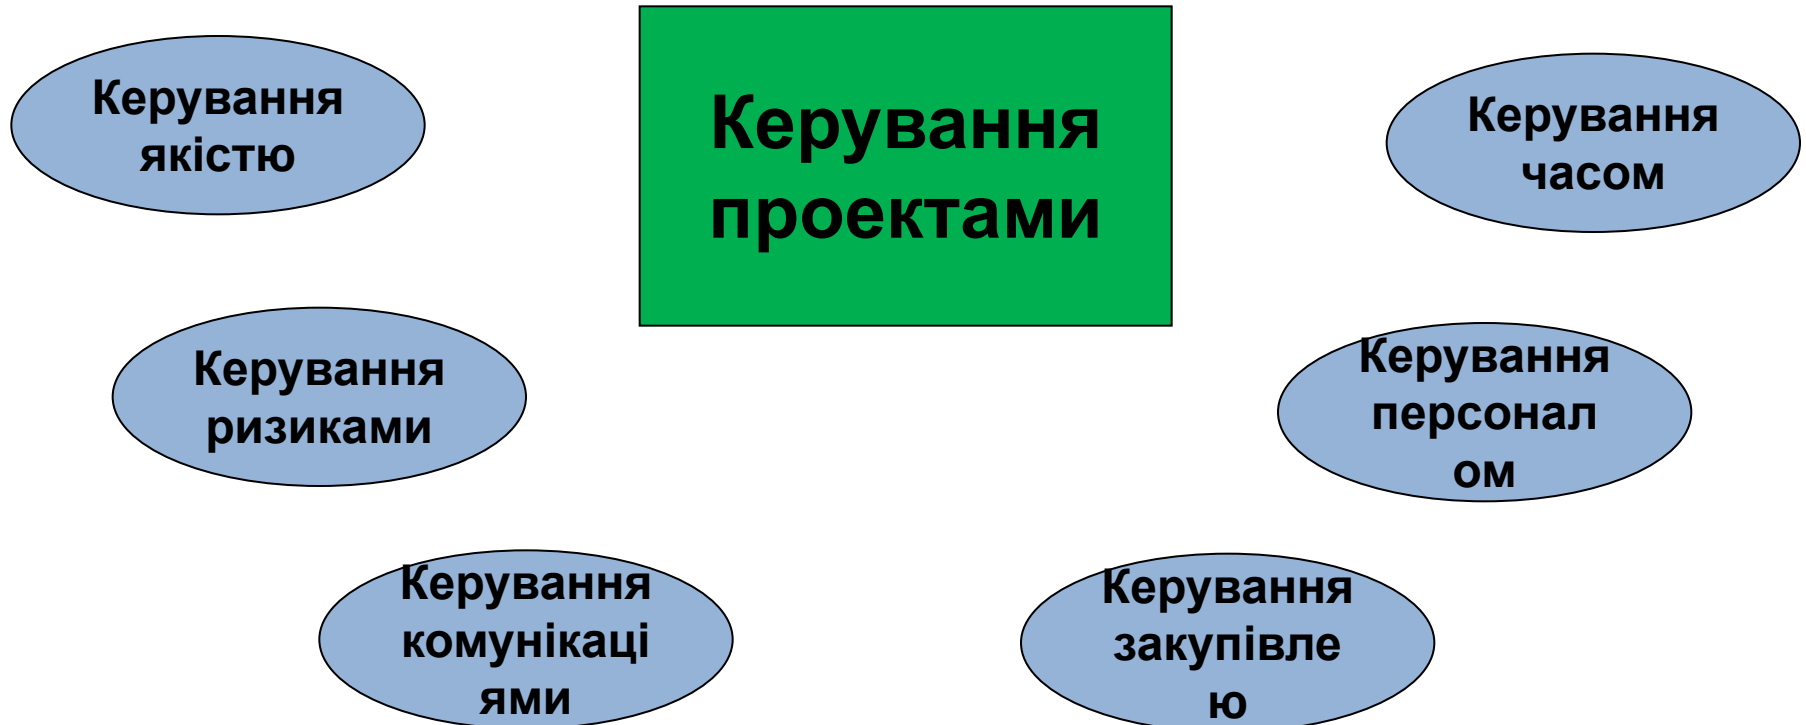 Керування
якістю
Керування
проектами
Керування
часом
Керування
ризиками
Керування
персонал
ом
Керування
комунікаці
ями
Керування
закупівле
ю